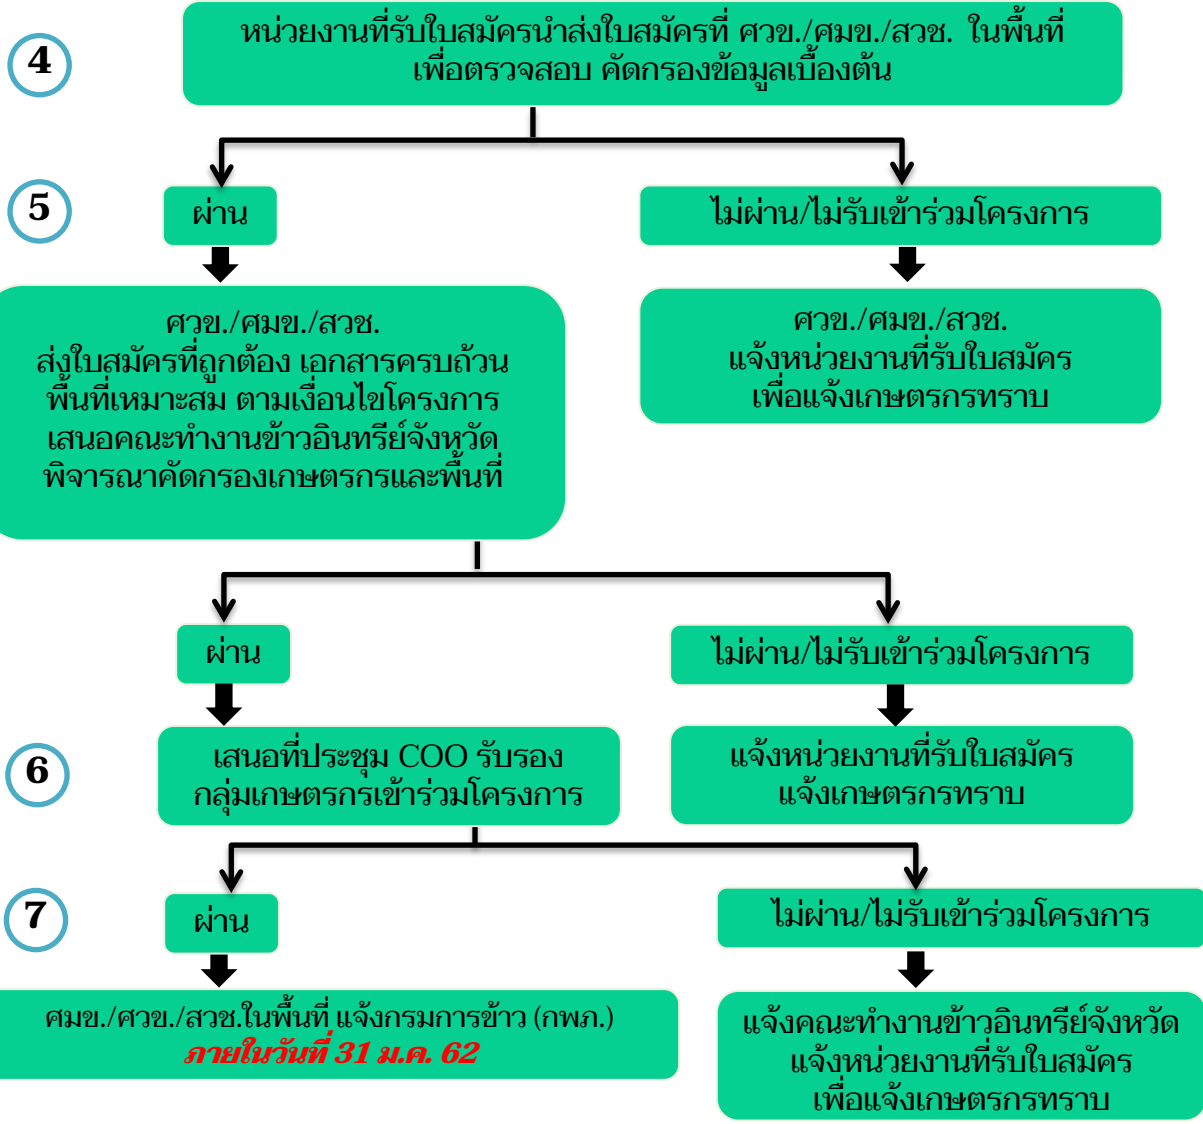 4
หน่วยงานที่รับใบสมัครนำส่งใบสมัครที่ ศวข./ศมข./สวช. ในพื้นที่
เพื่อตรวจสอบ คัดกรองข้อมูลเบื้องต้น
5
ผ่าน
ไม่ผ่าน/ไม่รับเข้าร่วมโครงการ
ศวข./ศมข./สวช.
ส่งใบสมัครที่ถูกต้อง เอกสารครบถ้วน
พื้นที่เหมาะสม ตามเงื่อนไขโครงการ
เสนอคณะทำงานข้าวอินทรีย์จังหวัด
พิจารณาคัดกรองเกษตรกรและพื้นที่
ศวข./ศมข./สวช.
แจ้งหน่วยงานที่รับใบสมัคร
เพื่อแจ้งเกษตรกรทราบ
ผ่าน
ไม่ผ่าน/ไม่รับเข้าร่วมโครงการ
6
เสนอที่ประชุม COO รับรอง
กลุ่มเกษตรกรเข้าร่วมโครงการ
แจ้งหน่วยงานที่รับใบสมัคร
แจ้งเกษตรกรทราบ
7
ผ่าน
ไม่ผ่าน/ไม่รับเข้าร่วมโครงการ
ศมข./ศวข./สวช.ในพื้นที่ แจ้งกรมการข้าว (กพภ.)
ภายในวันที่ 31 ม.ค. 62
แจ้งคณะทำงานข้าวอินทรีย์จังหวัด
แจ้งหน่วยงานที่รับใบสมัคร
เพื่อแจ้งเกษตรกรทราบ